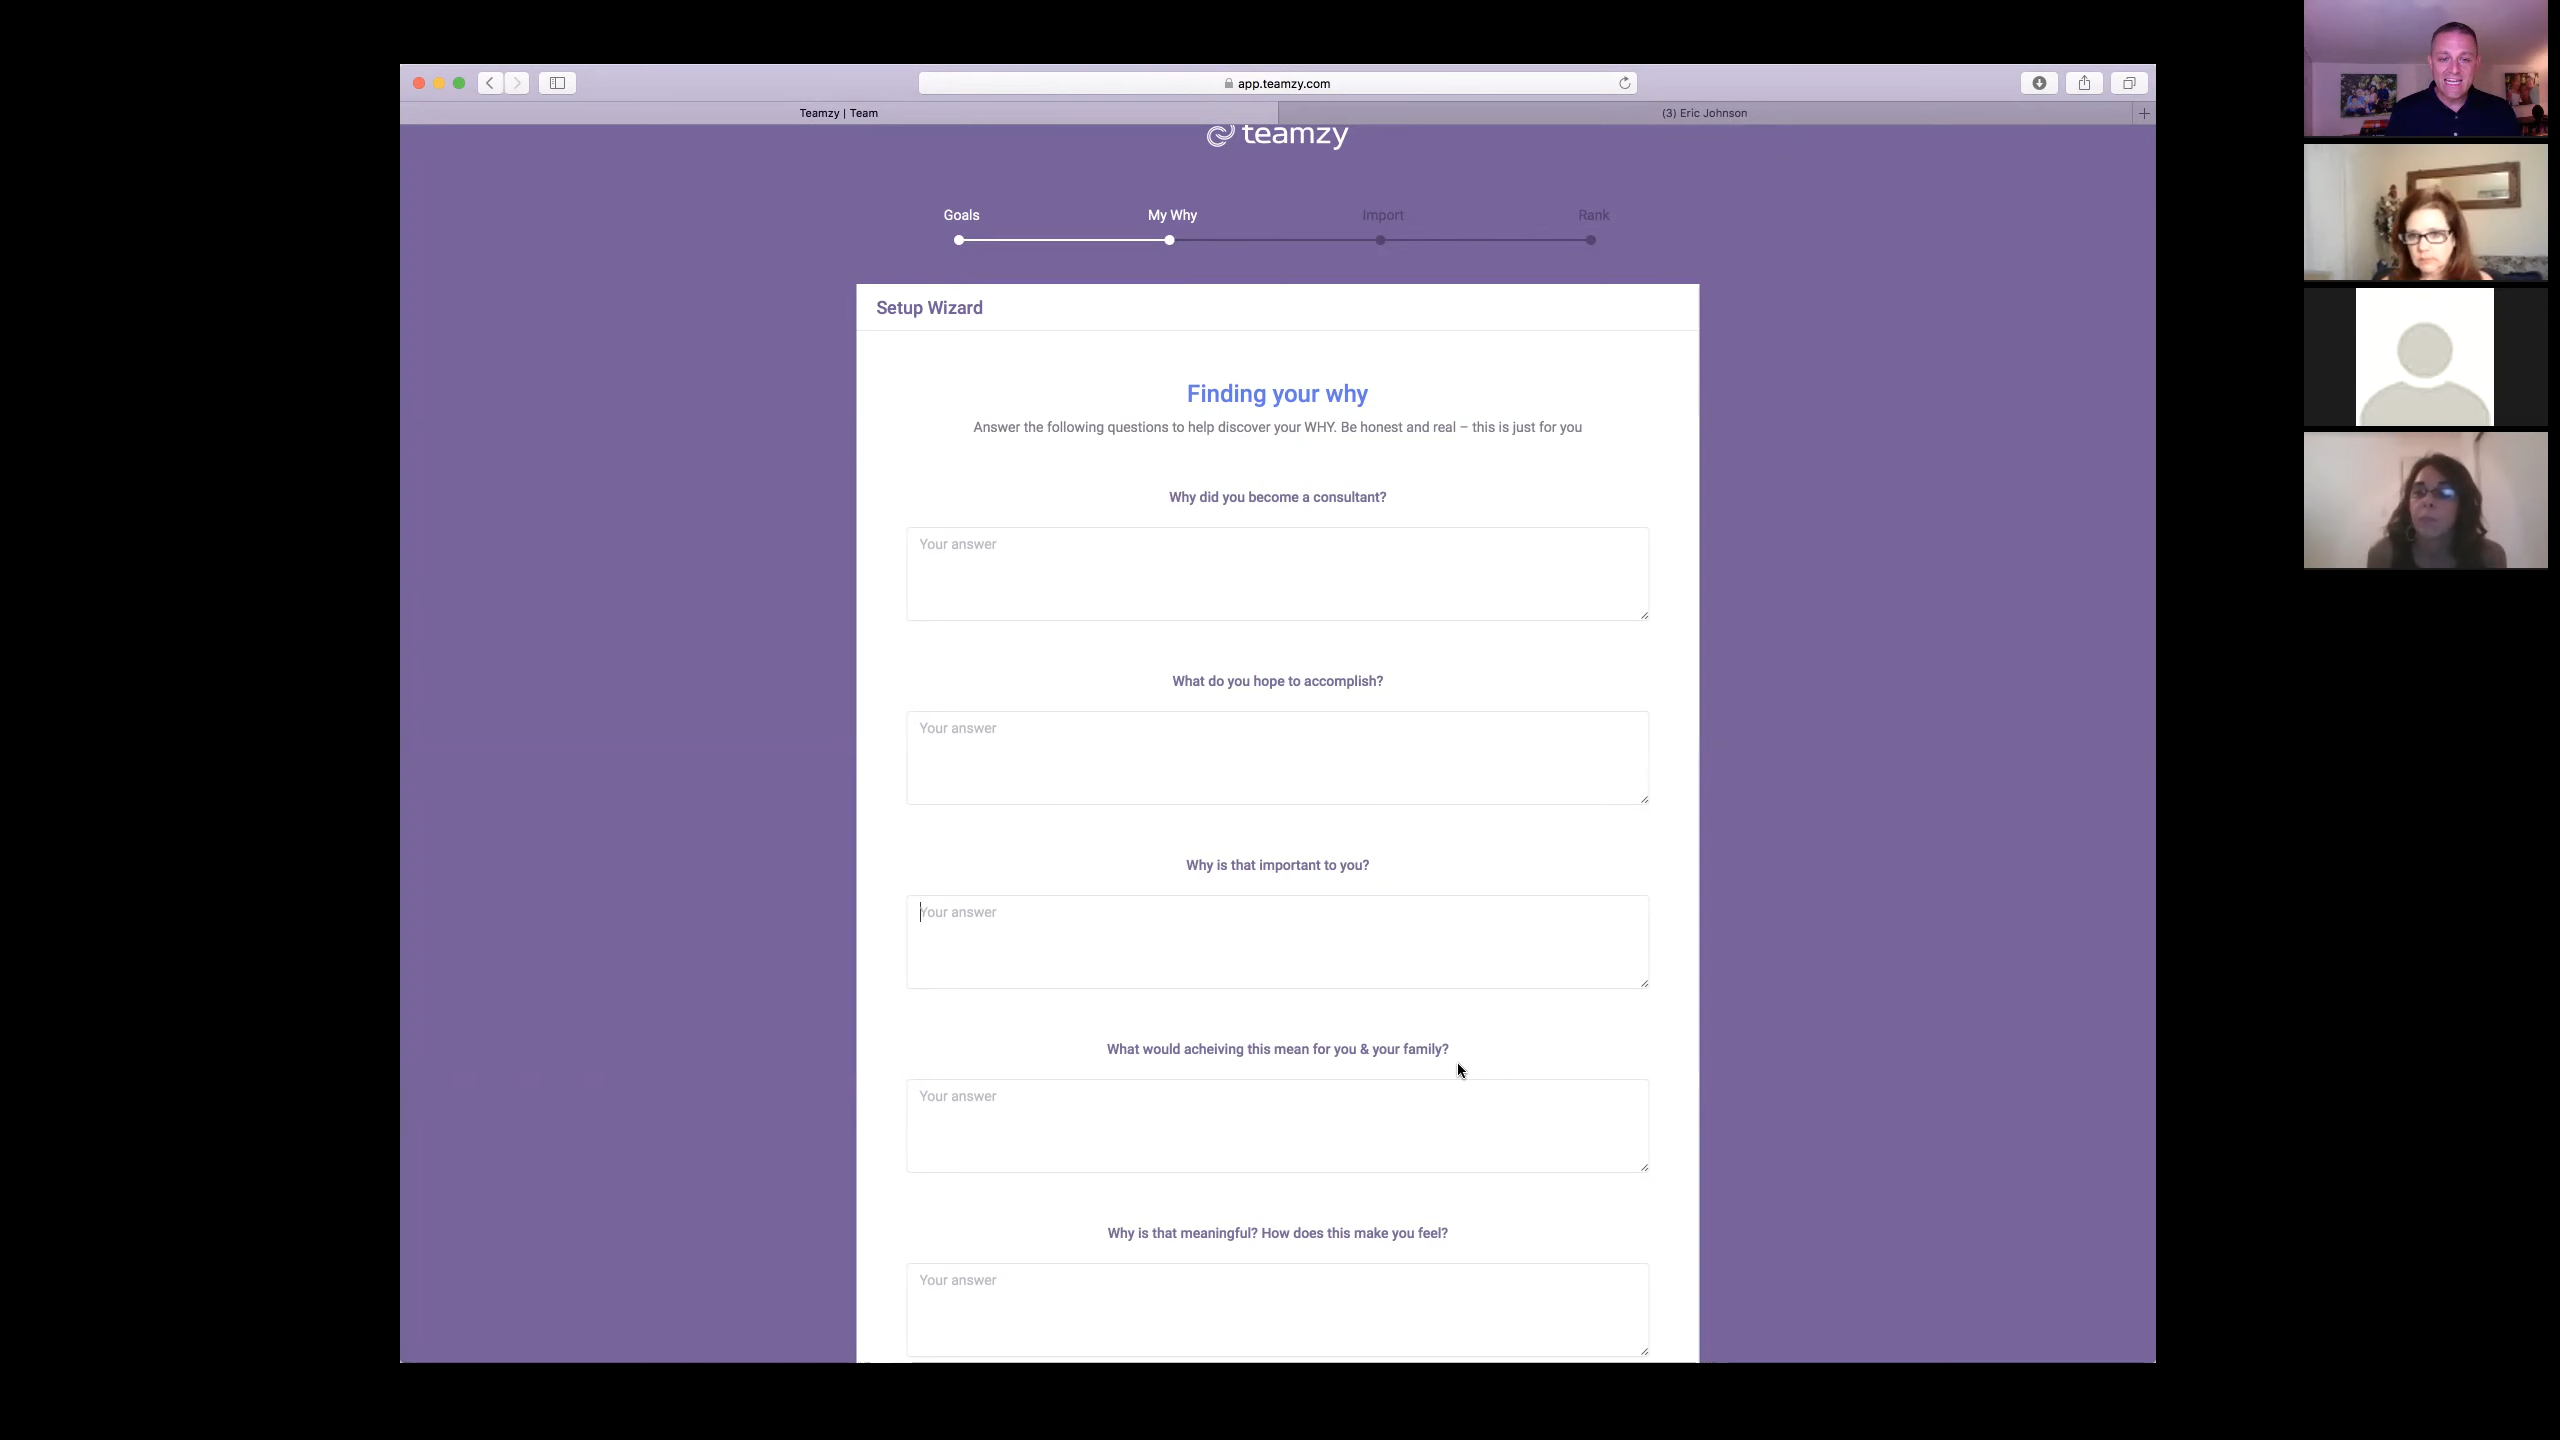 app.teamzy.com
Teamzy | Team
(3) Eric Johnson
teamzy
Goals
My Why
Import
Rank
Setup Wizard
Finding your why
Answer the following questions to help discover your WHY. Be honest and real – this is just for you
Why did you become a consultant?
Your answer
What do you hope to accomplish?
Your answer
Why is that important to you?
Your answer
What would acheiving this mean for you & your family?
Your answer
Why is that meaningful? How does this make you feel?
Your answer